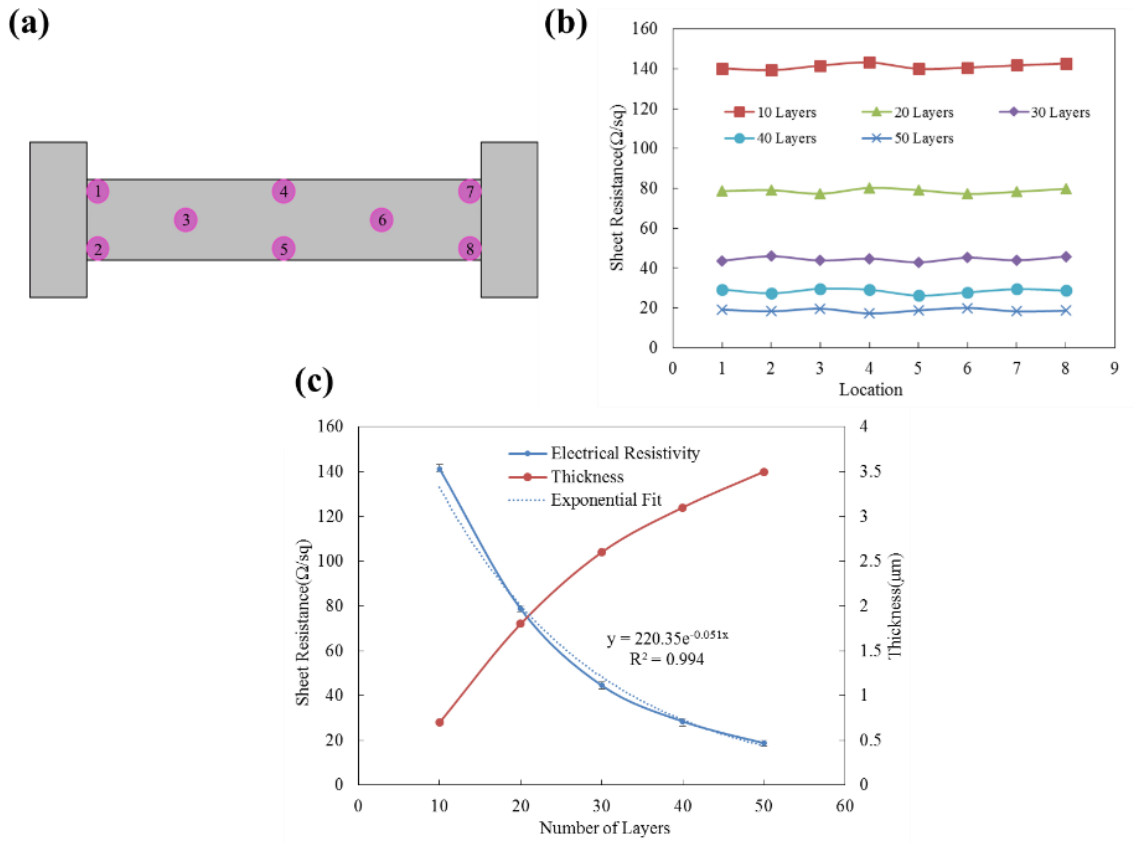 (a)
1
4
7
3
6
2
5
8
(b)
160
140
120
100
80
60
40
20
0
Sheet Resistance(Ω/sq)
10 Layers 20 Layers 30 Layers
40 Layers 50 Layers
0 1 2 3 4 5 6 7 8 9
Location
(c)
160
140
120
100
80
60
40
20
0
Sheet Resistance(Ω/sq)
Electrical Resistivity
Thickness
Exponential Fit
y = 220.35e^-0.051x
R² = 0.994
4
3.5
3
2.5
2
1.5
1
0.5
0
Thickness(μm)
0 10 20 30 40 50 60
Number of Layers